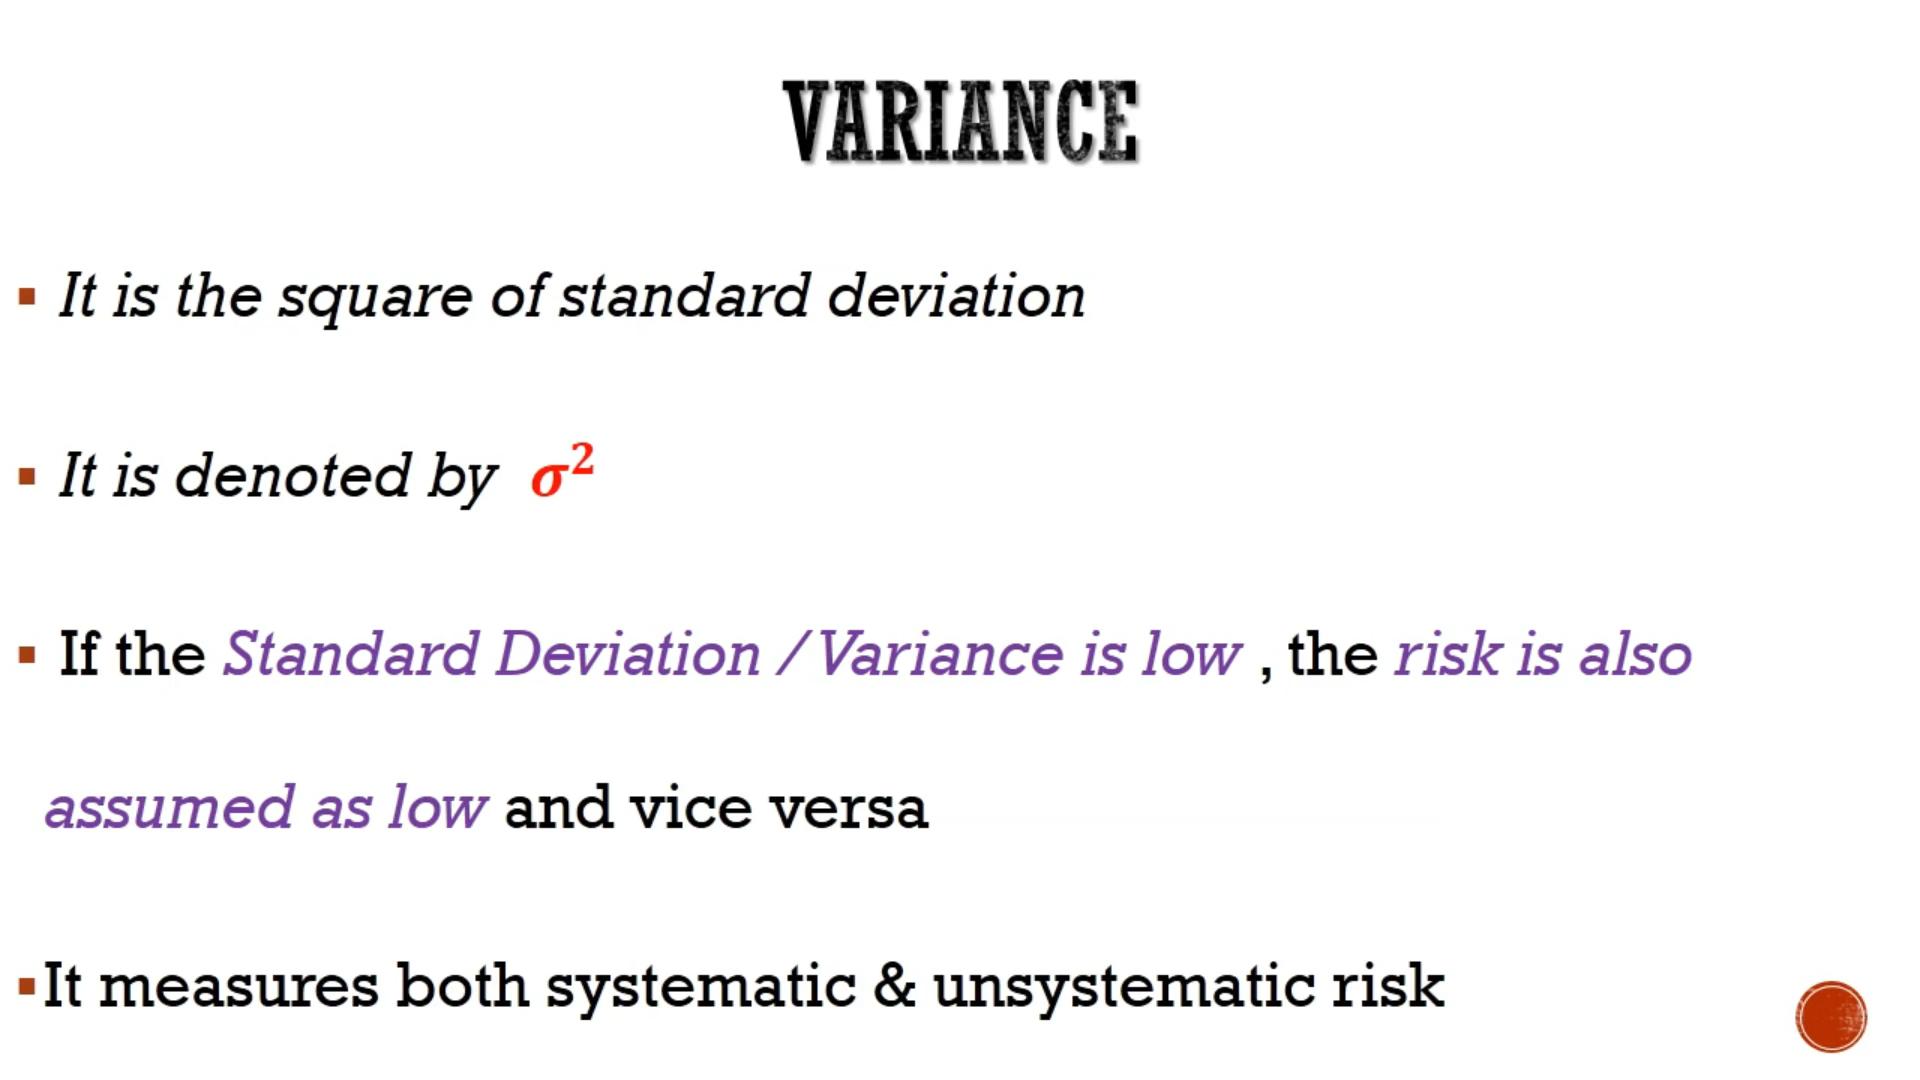 VARIANCE
▪ It is the square of standard deviation
▪ It is denoted by σ²
▪ If the Standard Deviation / Variance is low , the risk is also
assumed as low and vice versa
▪It measures both systematic & unsystematic risk